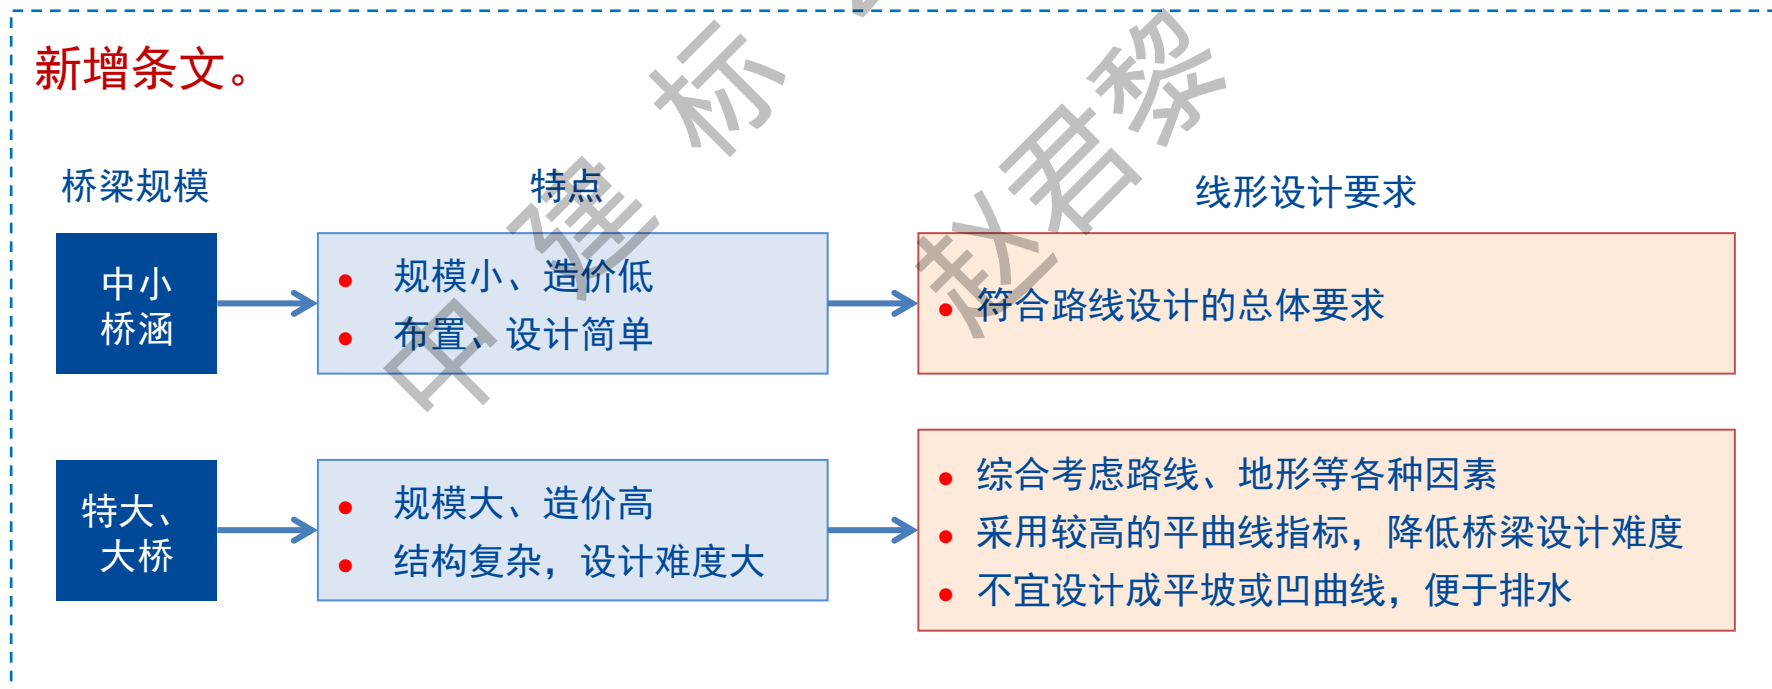 新增条文。
桥梁规模
特点
线形设计要求
中小
桥涵
规模小、造价低
布置、设计简单
符合路线设计的总体要求
特大、
大桥
规模大、造价高
结构复杂，设计难度大
综合考虑路线、地形等各种因素
采用较高的平曲线指标，降低桥梁设计难度
不宜设计成平坡或凹曲线，便于排水
中建标
赵君黎